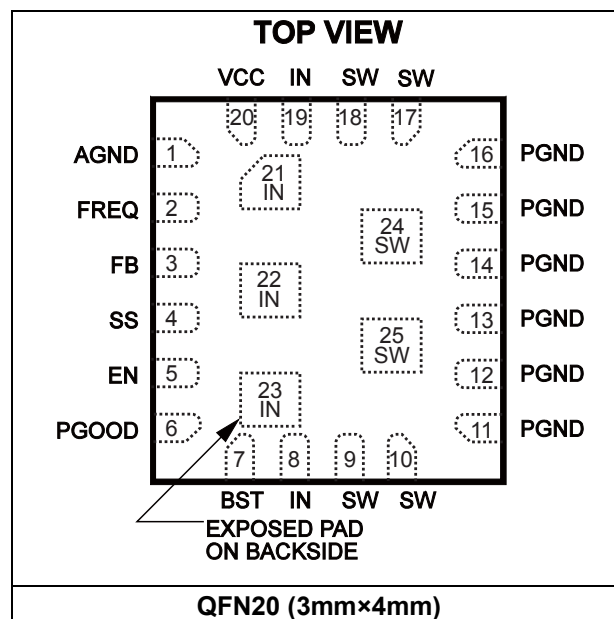 TOP VIEW
VCC IN SW SW
20 19 18 17
AGND 1 16 PGND
21
IN
FREQ 2 15 PGND
24
SW
FB 3 14 PGND
22
IN
SS 4 13 PGND
25
SW
EN 5 12 PGND
23
IN
PGOOD 6 11 PGND
7 8 9 10
BST IN SW SW
EXPOSED PAD
ON BACKSIDE
QFN20 (3mm×4mm)